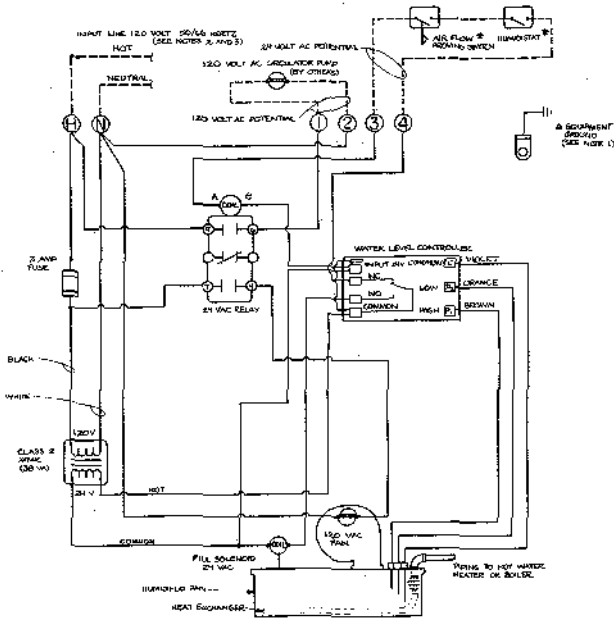 INPUT LINE 120 VOLT 50/60 HERTZ
(SEE NOTES 2 AND 3)
HOT
NEUTRAL
24 VOLT AC POTENTIAL
120 VOLT AC CIRCULATOR PUMP
(BY OTHERS)
120 VOLT AC POTENTIAL
AIR FLOW *
PROVING SWITCH
HUMIDISTAT *
H
N
1
2
3
4
EQUIPMENT
GROUND
(SEE NOTE 1)
A
COIL
B
24 VAC RELAY
3 AMP
FUSE
WATER LEVEL CONTROLLER
INPUT 24V
COMMON
VIOLET
NC
LOW
ORANGE
NO
COMMON
HIGH
BROWN
BLACK
WHITE
120V
CLASS 2
(38 VA)
24 V
HOT
COMMON
COIL
FILL SOLENOID
24 VAC
120 VAC
FAN
PIPING TO HOT WATER
HEATER OR BOILER
HUMIDIFIED PAN
HEAT EXCHANGER